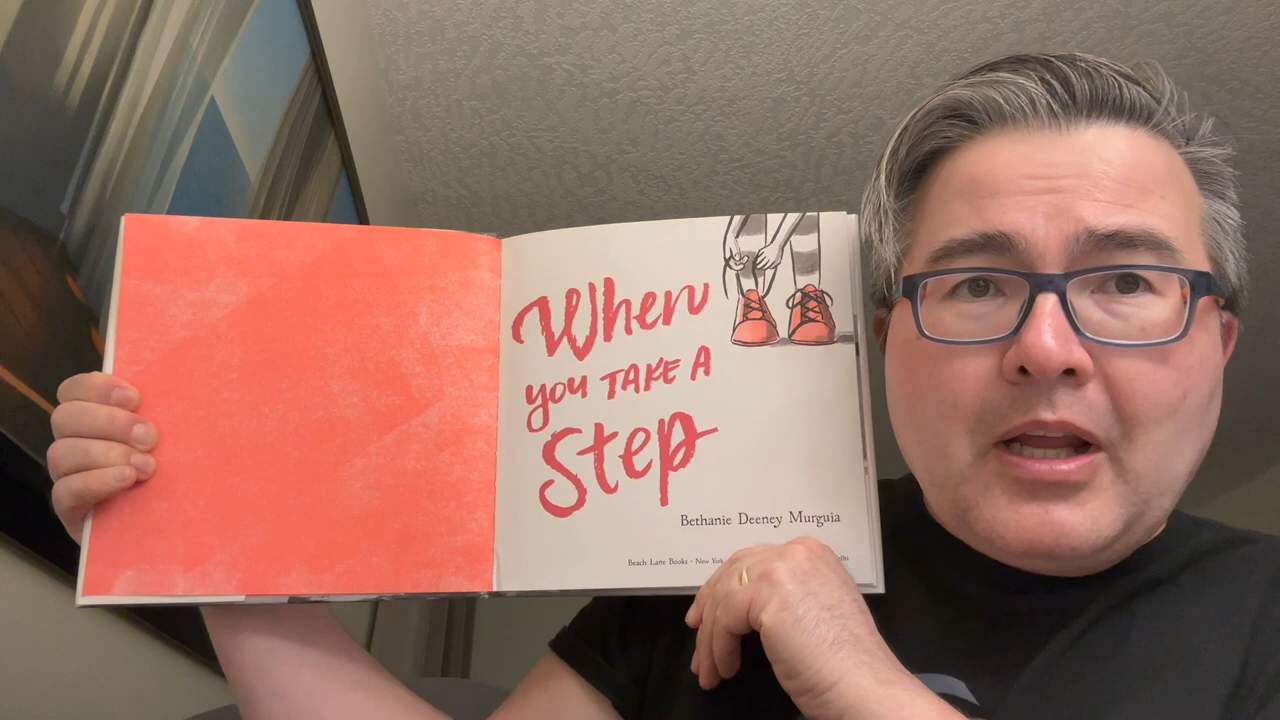 When
you TAKE A
Step
Bethanie Deeney Murguia
Beach Lane Books • New York